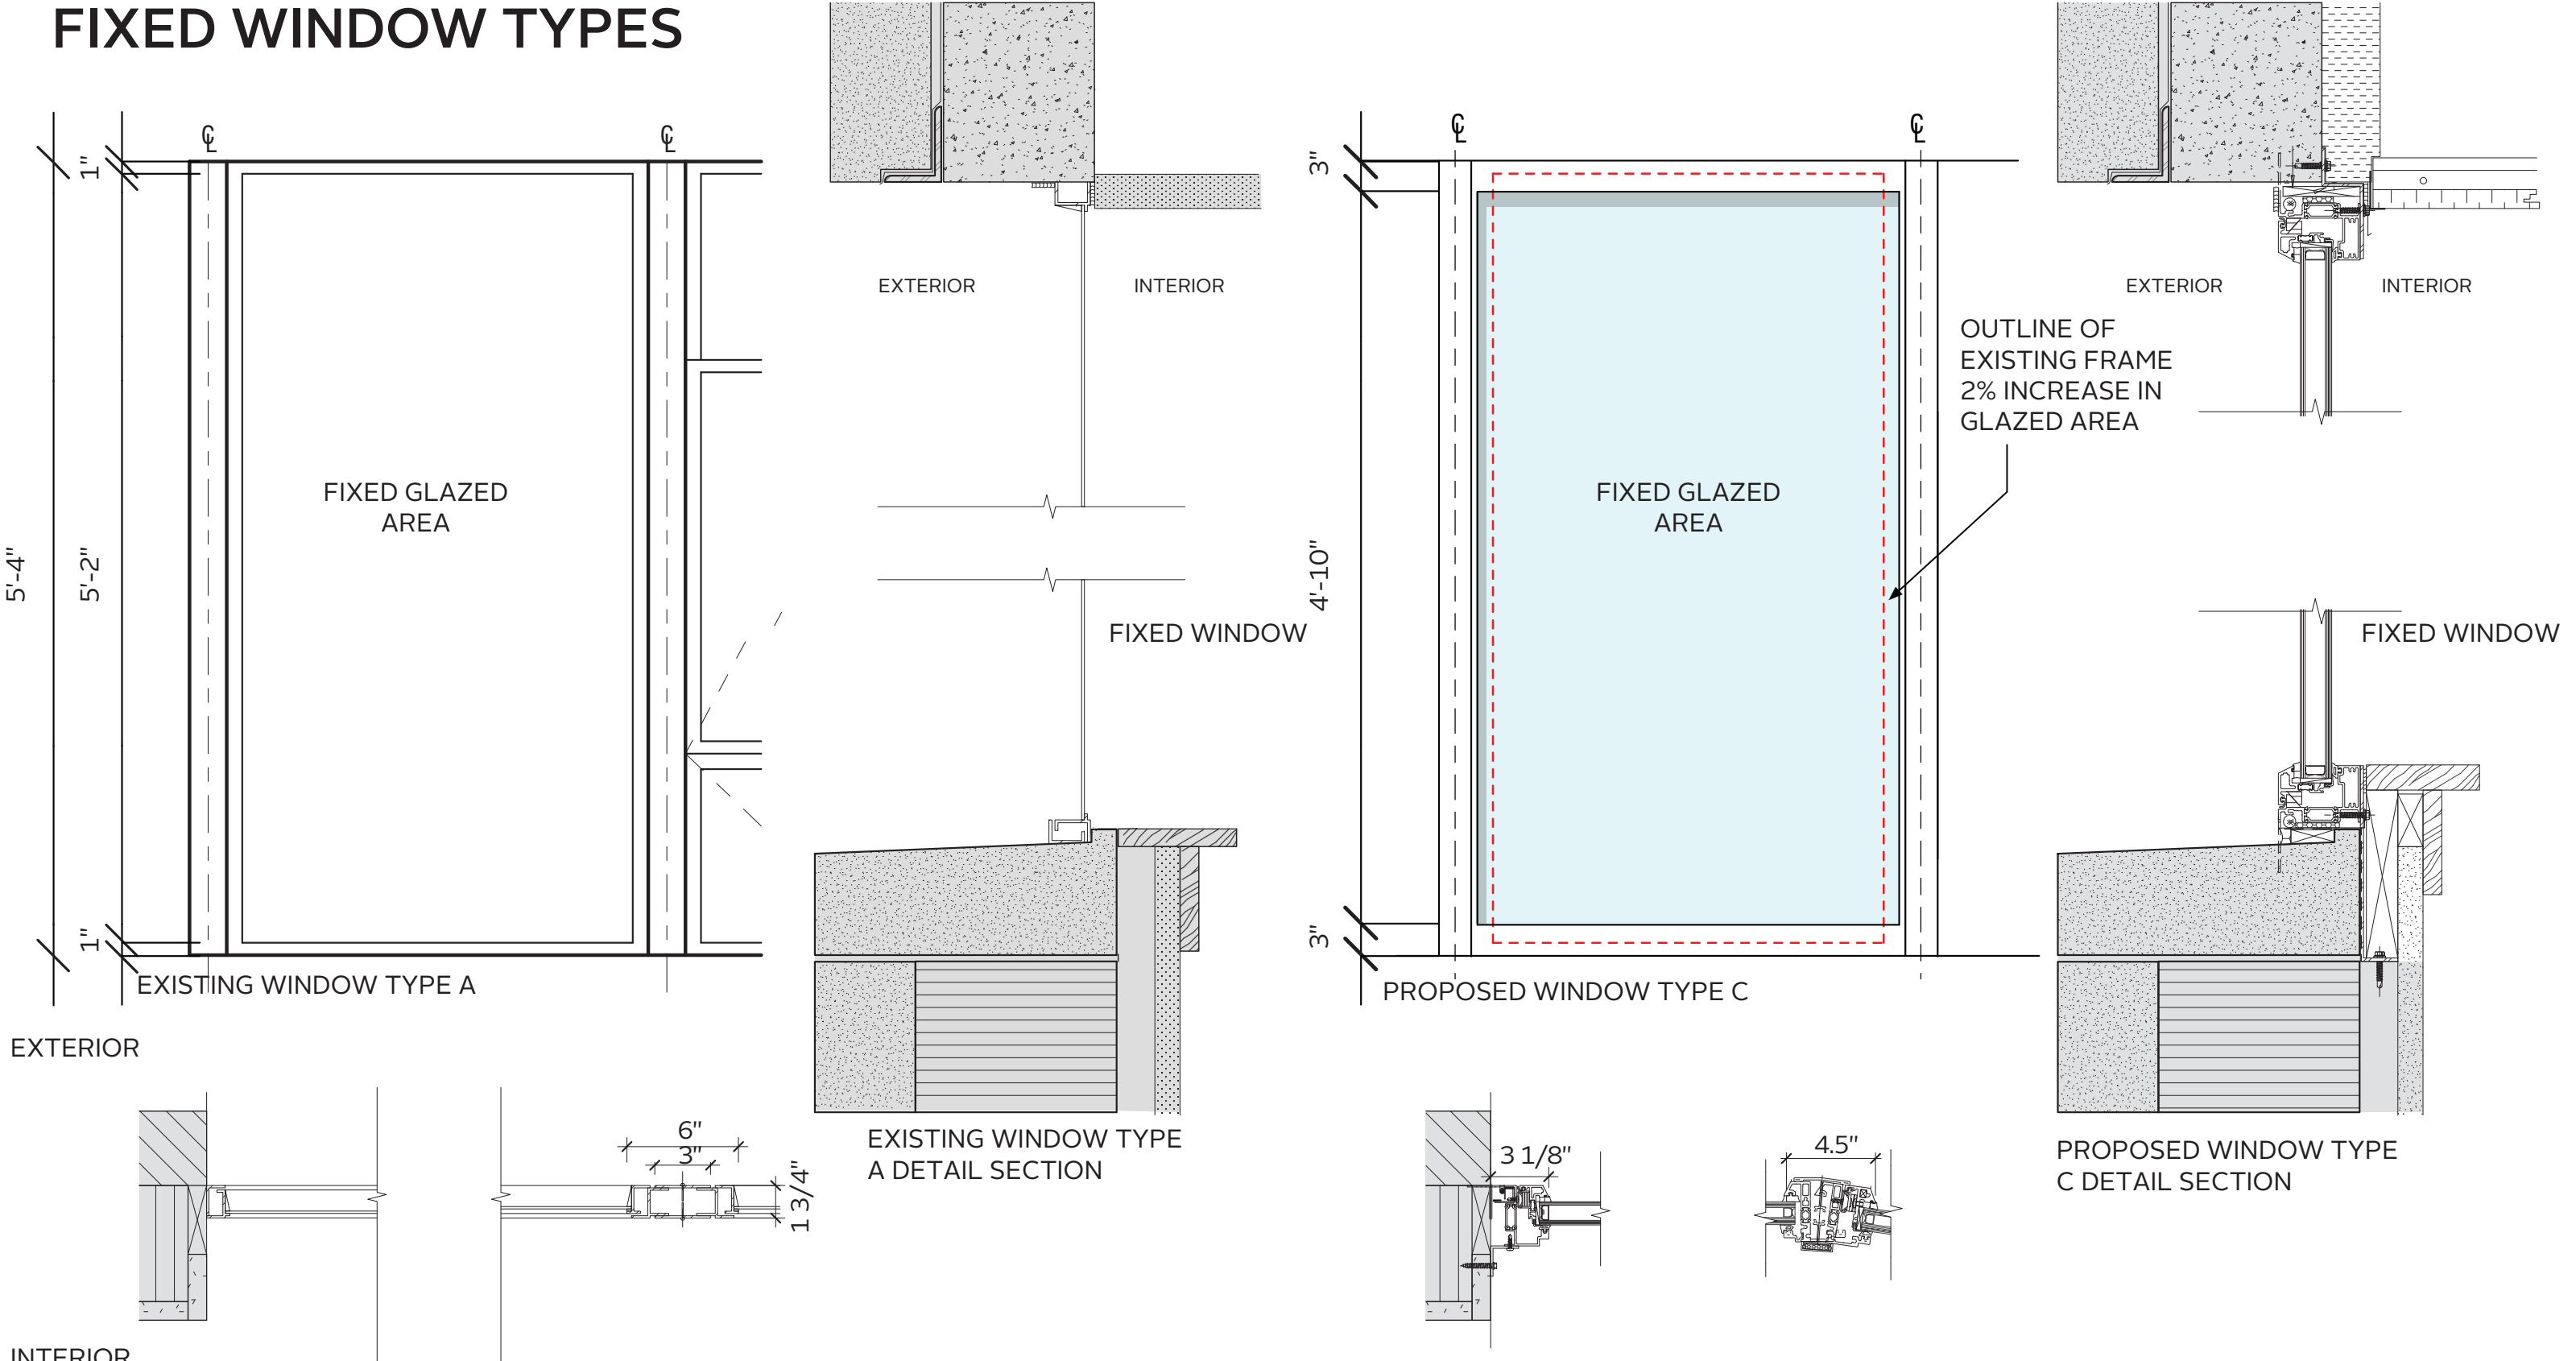 FIXED WINDOW TYPES
℄
℄
1"
5'-4"
5'-2"
1"
FIXED GLAZED
AREA
EXISTING WINDOW TYPE A
EXTERIOR
INTERIOR
FIXED WINDOW
EXISTING WINDOW TYPE
A DETAIL SECTION
℄
℄
3"
4'-10"
3"
FIXED GLAZED
AREA
OUTLINE OF
EXISTING FRAME
2% INCREASE IN
GLAZED AREA
PROPOSED WINDOW TYPE C
EXTERIOR
INTERIOR
FIXED WINDOW
PROPOSED WINDOW TYPE
C DETAIL SECTION
EXTERIOR
6"
3"
1 3/4"
INTERIOR
3 1/8"
4.5"